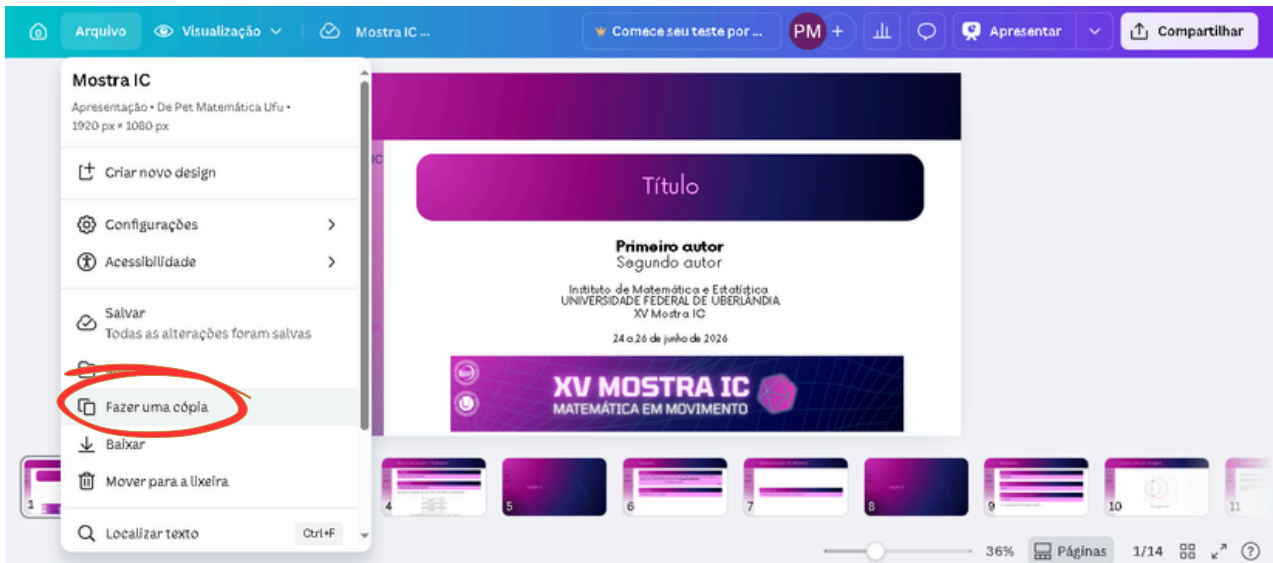 Arquivo
Visualização
Mostra IC ...
Comece seu teste por ...
PM
+
Apresentar
Compartilhar
Mostra IC
Apresentação • De Pet Matemática Ufu •
1920 px × 1080 px
Criar novo design
Configurações
Acessibilidade
Salvar
Todas as alterações foram salvas
Fazer uma cópia
Baixar
Mover para a lixeira
Localizar texto
Ctrl+F
IC
Título
Primeiro autor
Segundo autor
Instituto de Matemática e Estatística
UNIVERSIDADE FEDERAL DE UBERLÂNDIA
XV Mostra IC
24 a 26 de junho de 2026
XV MOSTRA IC
MATEMÁTICA EM MOVIMENTO
1
4
5
6
7
8
9
10
11
36%
Páginas
1/14
?